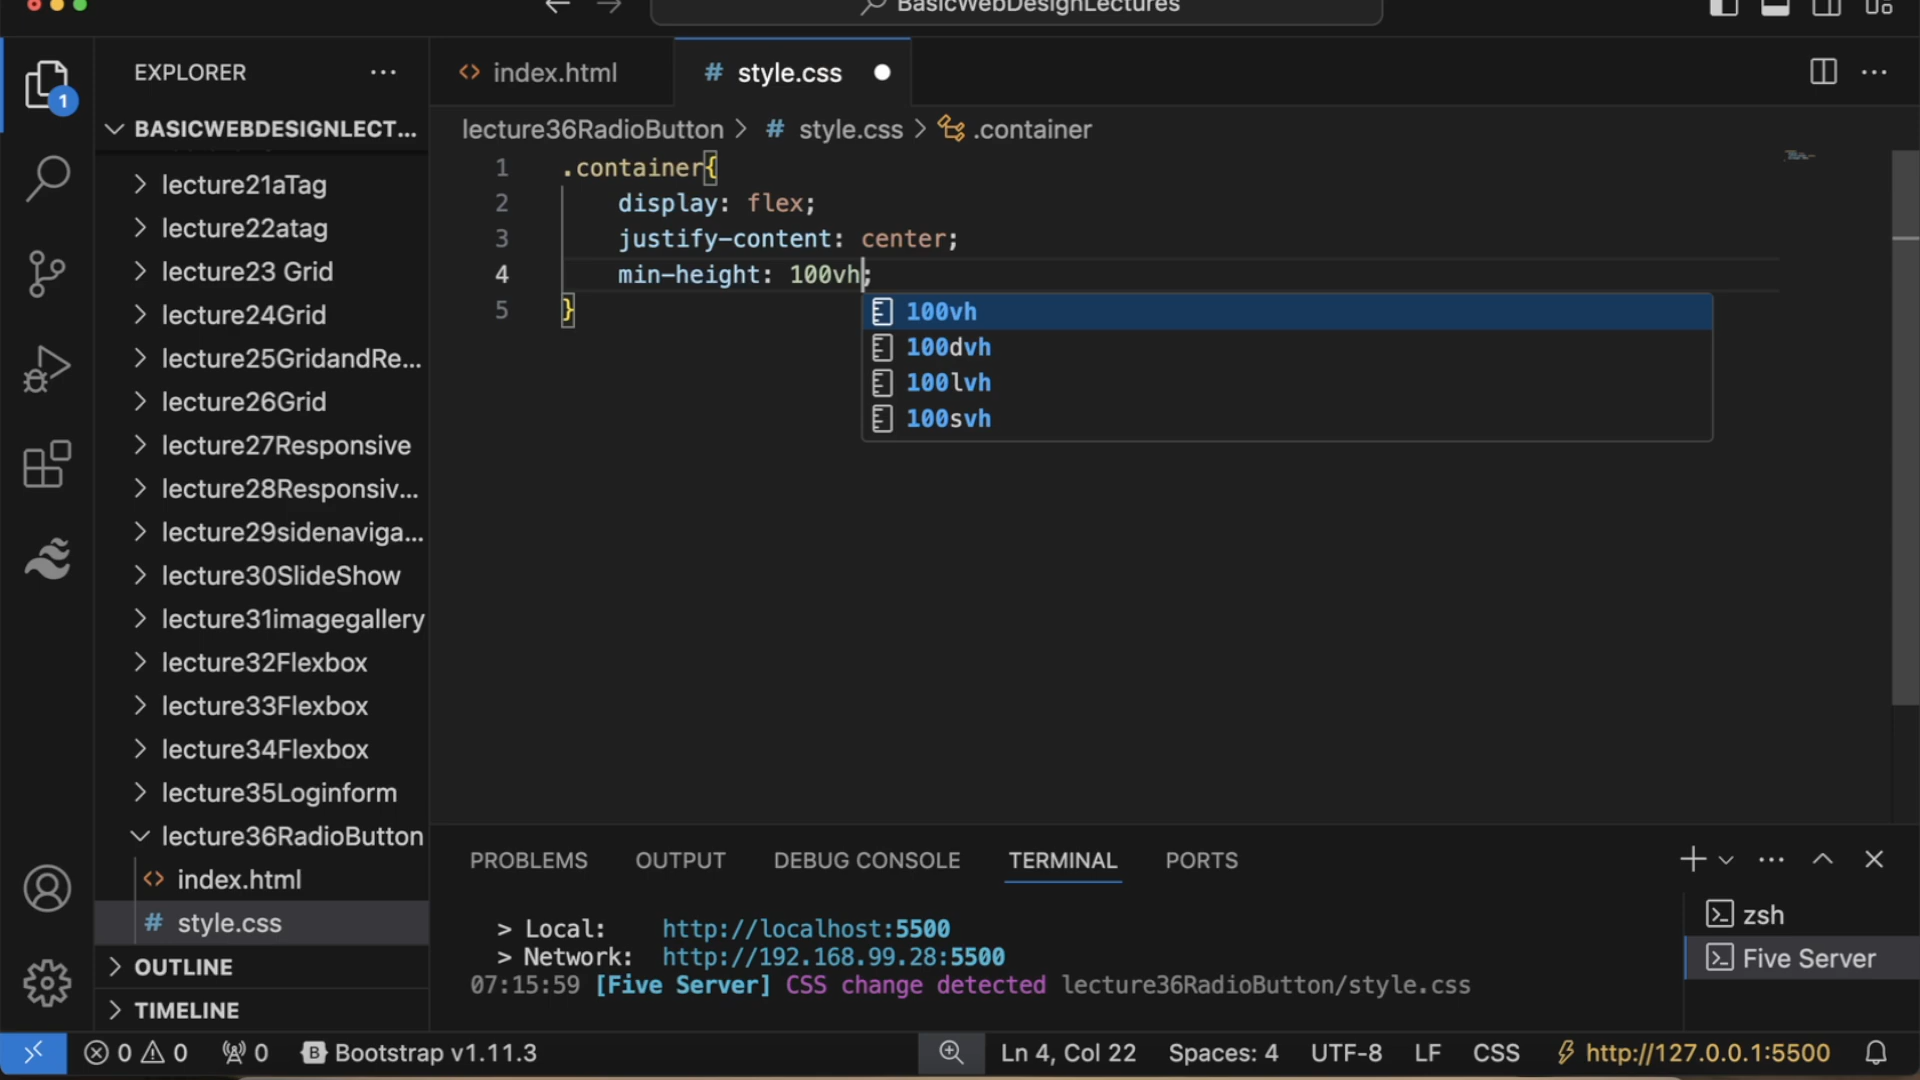 BasicWebDesignLectures
EXPLORER
index.html
style.css
1
BASICWEBDESIGNLECT...
lecture36RadioButton > # style.css > .container
lecture21aTag
lecture22atag
lecture23 Grid
lecture24Grid
lecture25GridandRe...
lecture26Grid
lecture27Responsive
lecture28Responsiv...
lecture29sidenaviga...
lecture30SlideShow
lecture31imagegallery
lecture32Flexbox
lecture33Flexbox
lecture34Flexbox
lecture35Loginform
lecture36RadioButton
index.html
# style.css
OUTLINE
TIMELINE
1 .container{
2 display: flex;
3 justify-content: center;
4 min-height: 100vh;
5 }
100vh
100dvh
100lvh
100svh
PROBLEMS OUTPUT DEBUG CONSOLE TERMINAL PORTS
> Local: http://localhost:5500
> Network: http://192.168.99.28:5500
07:15:59 [Five Server] CSS change detected lecture36RadioButton/style.css
zsh
Five Server
0 0 0 B Bootstrap v1.11.3 Ln 4, Col 22 Spaces: 4 UTF-8 LF CSS http://127.0.0.1:5500